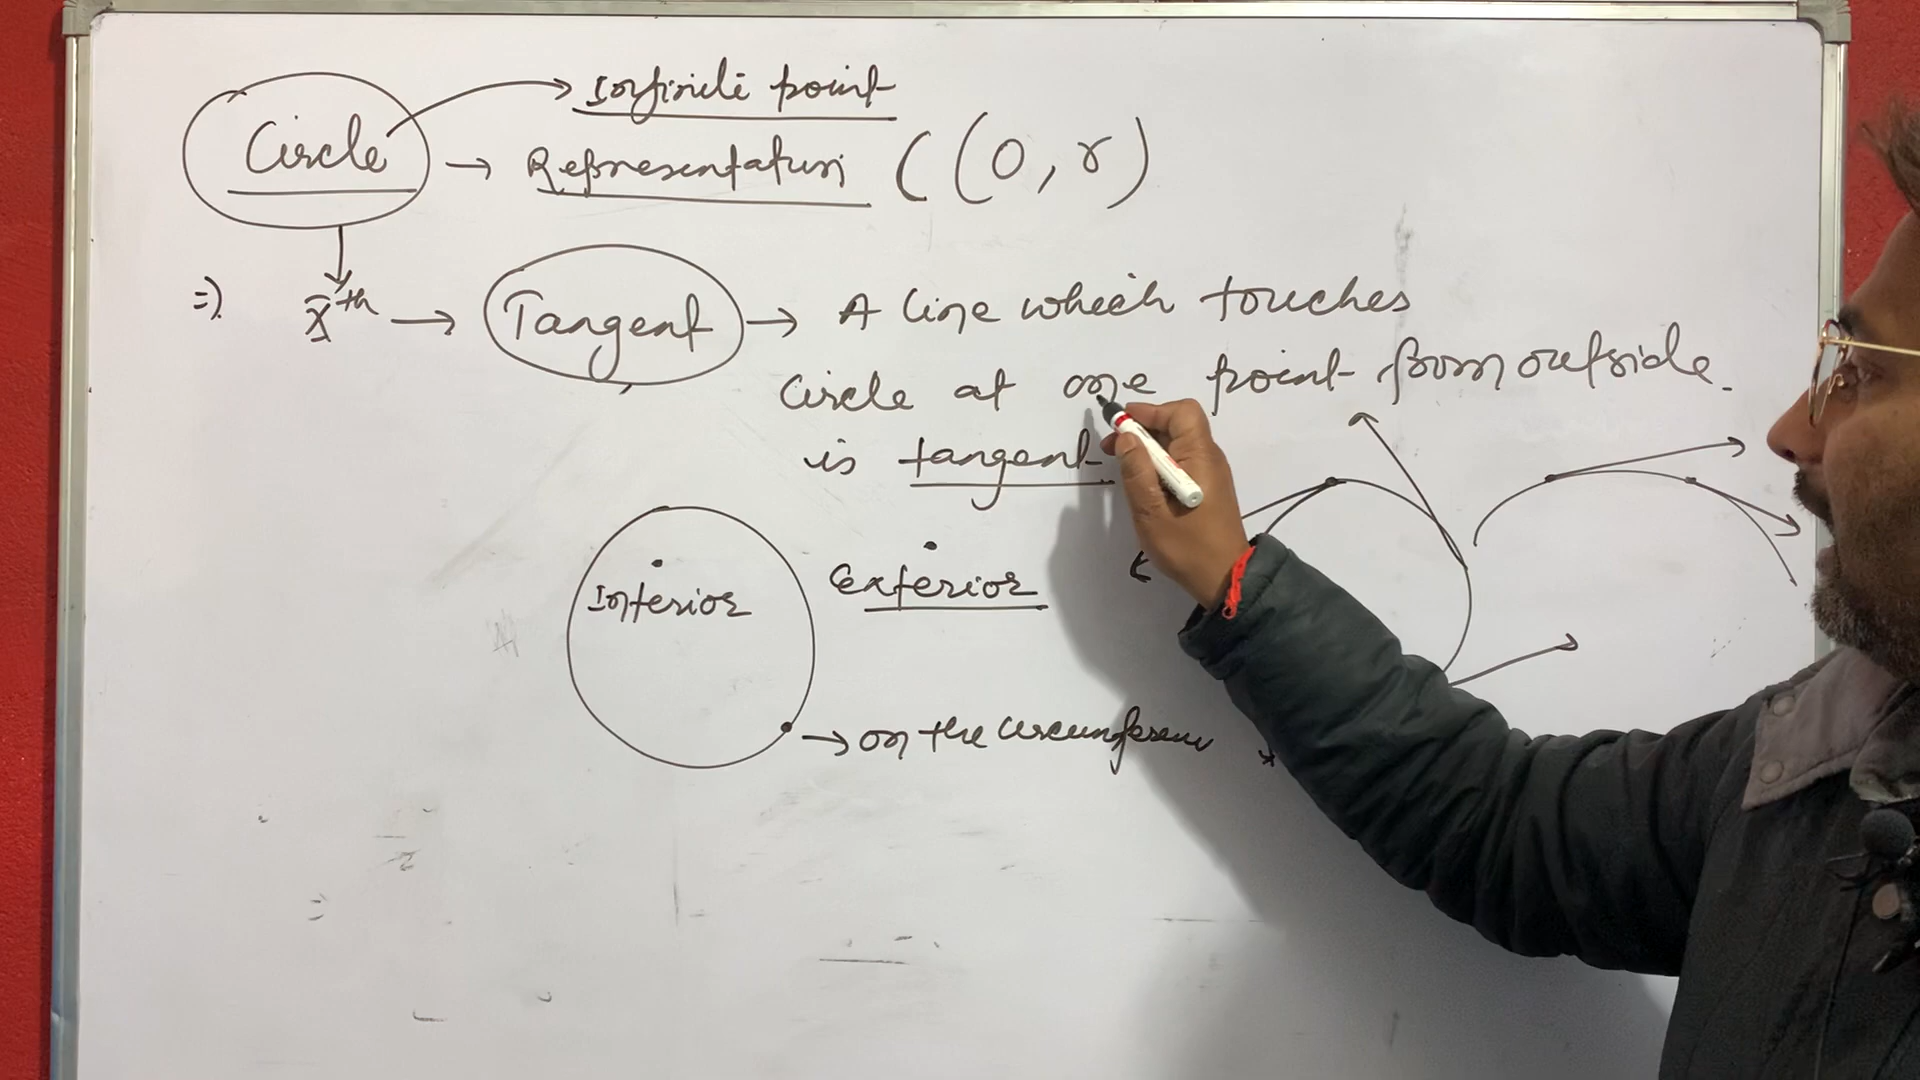 Circle → Infinite point
→ Representation C(O, r)
⇒ Xth → Tangent → A line which touches
Circle at one point from outside.
is tangent
Interior
Exterior
→ on the circumference